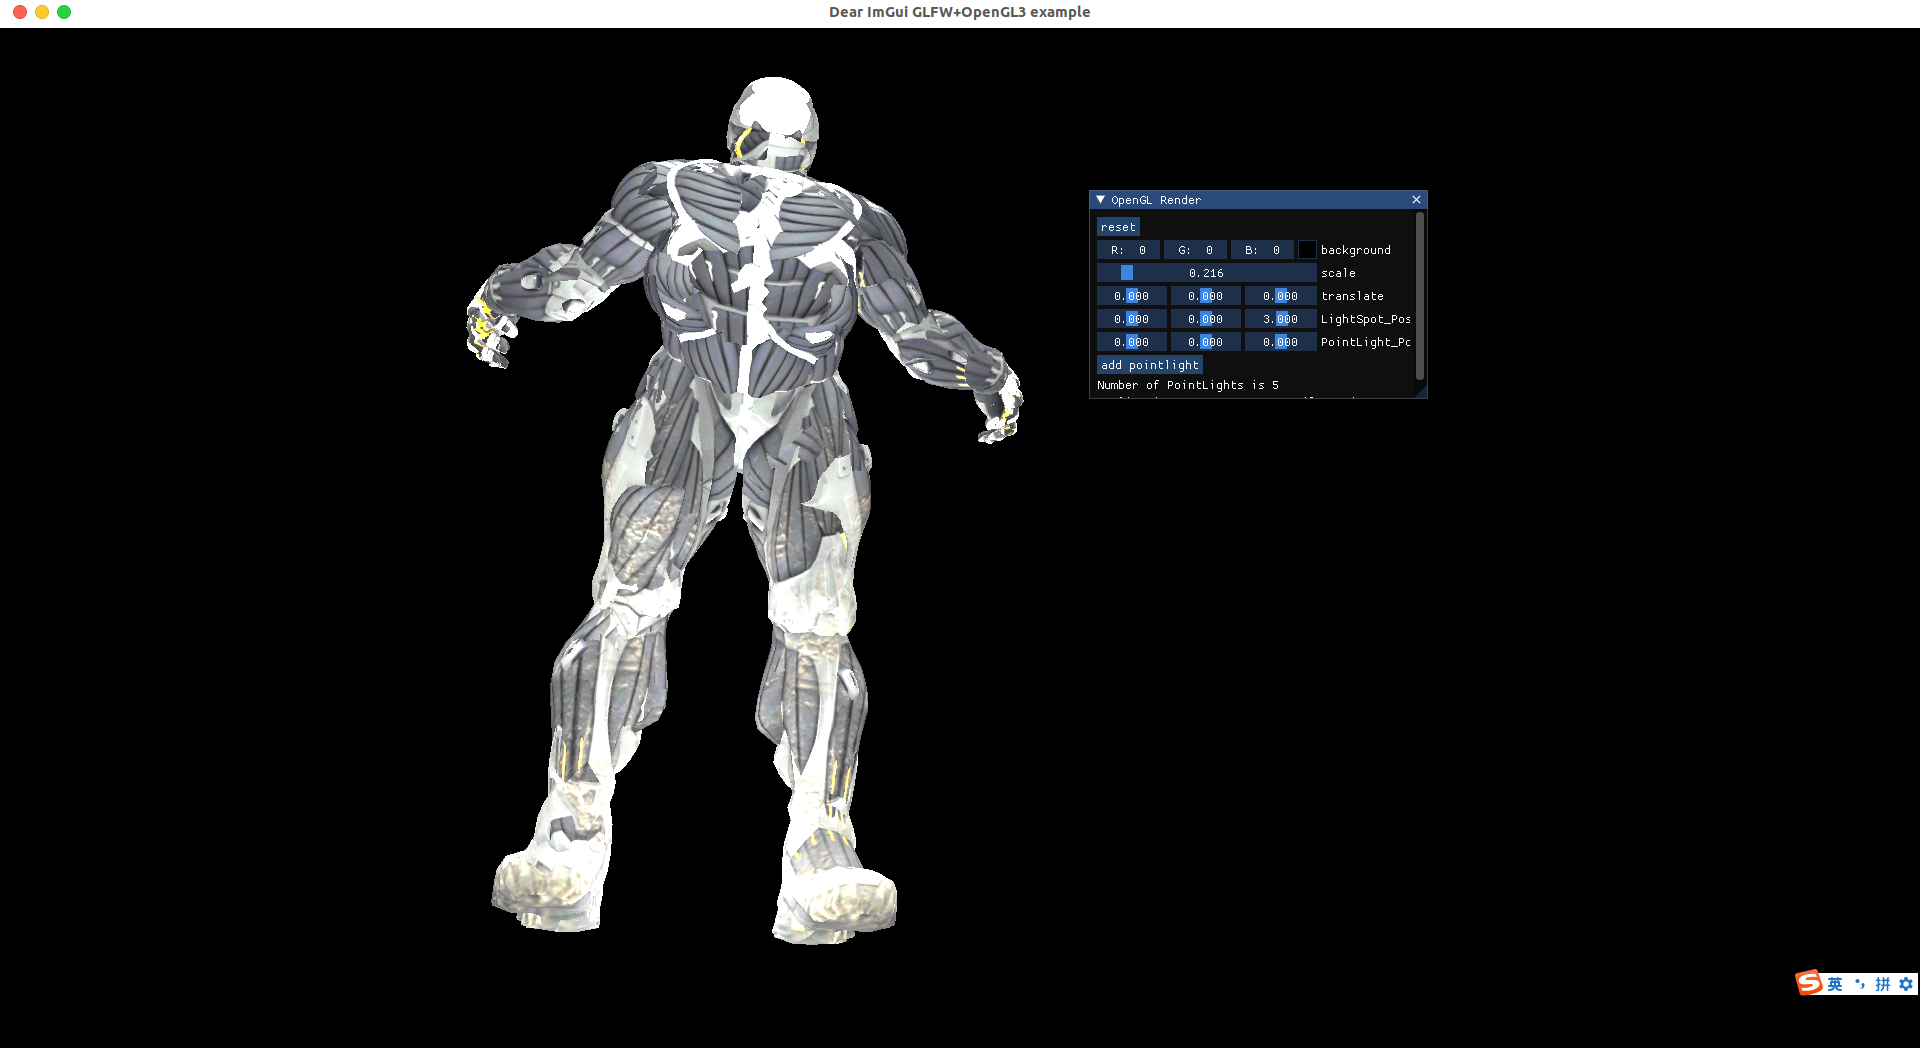 Dear ImGui GLFW+OpenGL3 example
▼ OpenGL Render
reset
R: 0 G: 0 B: 0 background
0.216 scale
0.000 0.000 0.000 translate
0.000 0.000 3.000 LightSpot_Pos
0.000 0.000 0.000 PointLight_Po
add pointlight
Number of PointLights is 5
S 英 拼